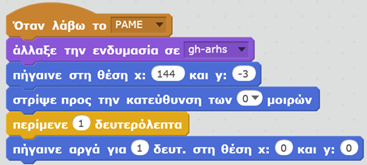 Όταν λάβω το PAME
άλλαξε την ενδυμασία σε gh-arhs
πήγαινε στη θέση x: 144 και y: -3
στρίψε προς την κατεύθυνση των 0 μοιρών
περίμενε 1 δευτερόλεπτα
πήγαινε αργά για 1 δευτ. στη θέση x: 0 και y: 0